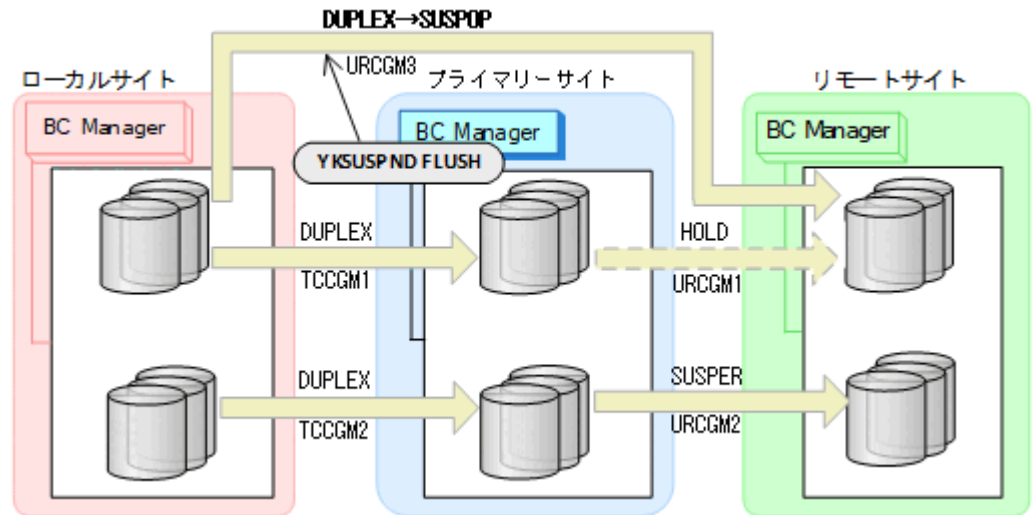 DUPLEX→SUSPOP
URCGM3
ローカルサイト
プライマリーサイト
リモートサイト
BC Manager
BC Manager
BC Manager
YKSUSPND FLUSH
DUPLEX
HOLD
TCCGM1
URCGM1
DUPLEX
SUSPER
TCCGM2
URCGM2